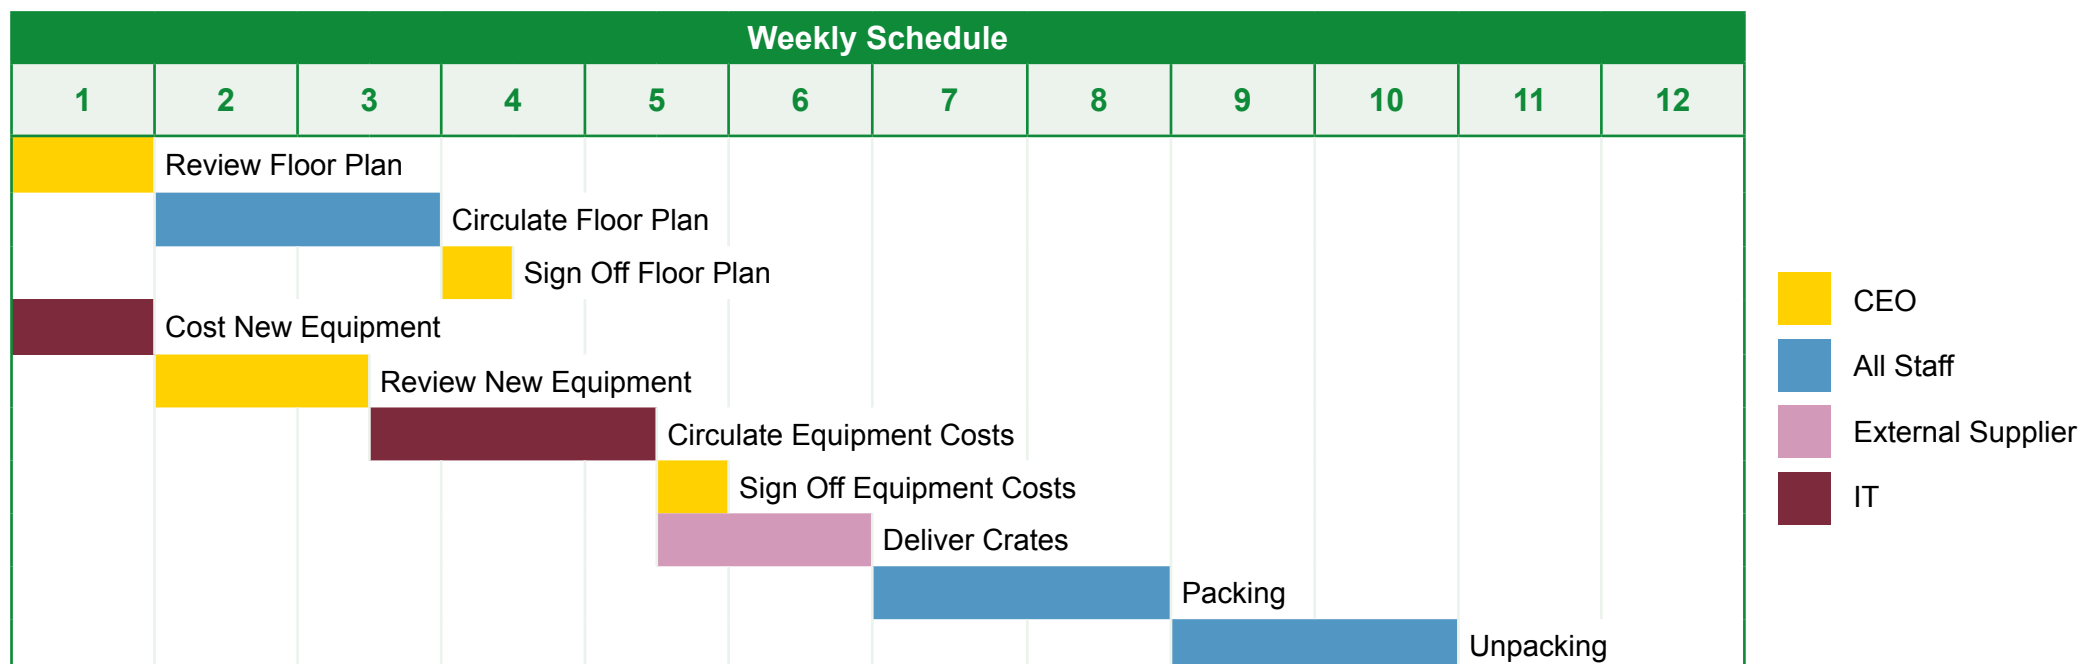 Weekly Schedule
1 2 3 4 5 6 7 8 9 10 11 12
Review Floor Plan
Circulate Floor Plan
Sign Off Floor Plan
Cost New Equipment
Review New Equipment
Circulate Equipment Costs
Sign Off Equipment Costs
Deliver Crates
Packing
Unpacking
CEO
All Staff
External Supplier
IT